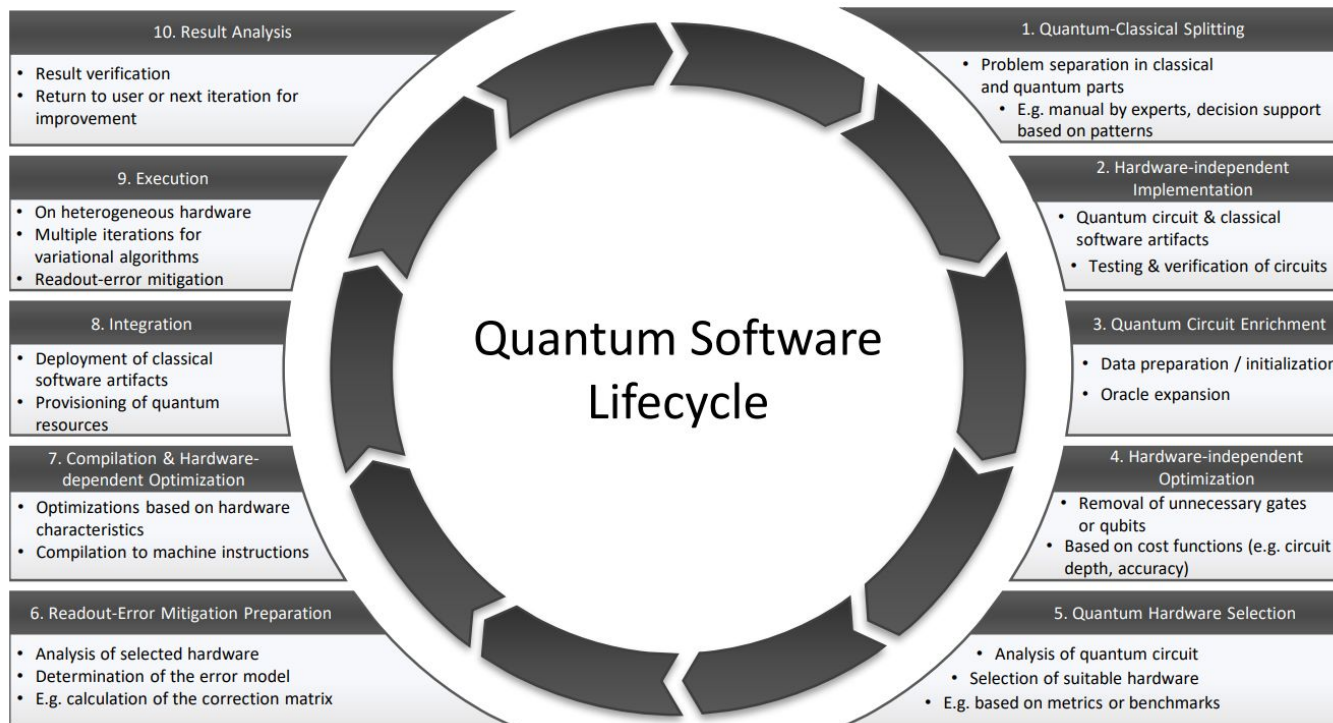 Quantum Software
Lifecycle
1. Quantum-Classical Splitting
• Problem separation in classical
and quantum parts
• E.g. manual by experts, decision support
based on patterns
2. Hardware-independent
Implementation
• Quantum circuit & classical
software artifacts
• Testing & verification of circuits
3. Quantum Circuit Enrichment
• Data preparation / initialization
• Oracle expansion
4. Hardware-independent
Optimization
• Removal of unnecessary gates
or qubits
• Based on cost functions (e.g. circuit
depth, accuracy)
5. Quantum Hardware Selection
• Analysis of quantum circuit
• Selection of suitable hardware
• E.g. based on metrics or benchmarks
6. Readout-Error Mitigation Preparation
• Analysis of selected hardware
• Determination of the error model
• E.g. calculation of the correction matrix
7. Compilation & Hardware-
dependent Optimization
• Optimizations based on hardware
characteristics
• Compilation to machine instructions
8. Integration
• Deployment of classical
software artifacts
• Provisioning of quantum
resources
9. Execution
• On heterogeneous hardware
• Multiple iterations for
variational algorithms
• Readout-error mitigation
10. Result Analysis
• Result verification
• Return to user or next iteration for
improvement